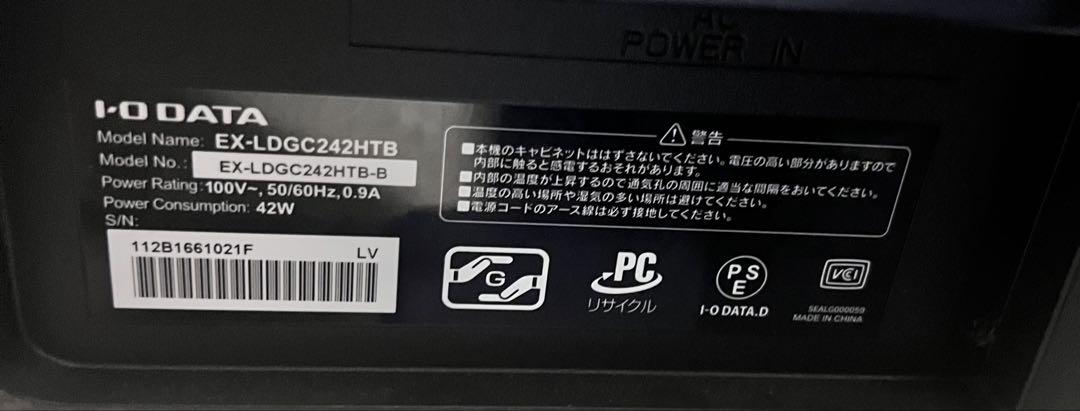 AC
POWER IN
I-O DATA
Model Name: EX-LDGC242HTB
Model No.: EX-LDGC242HTB-B
Power Rating: 100V~, 50/60Hz, 0.9A
Power Consumption: 42W
S/N:
112B1661021F LV
警告
■本機のキャビネットははずさないでください。電圧の高い部分がありますので
内部に触ると感電するおそれがあります。
■内部の温度が上昇するので通気孔の周囲に適当な間隔をおいてください。
■温度の高い場所や湿気の多い場所は避けてください。
■電源コードのアース線は必ず接地してください。
G
PC
リサイクル
PSE
I-O DATA.D
VCCI
SEALG000059
MADE IN CHINA